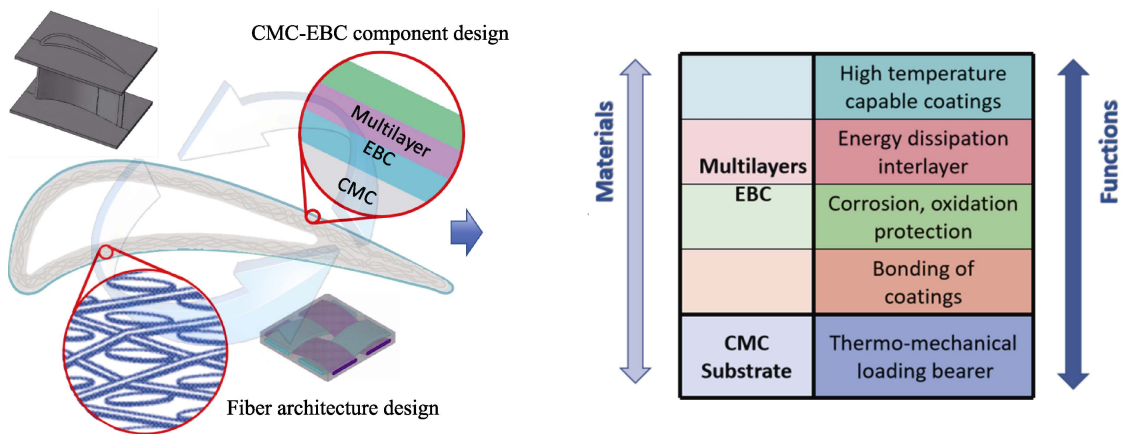 CMC-EBC component design
Multilayer
EBC
CMC
Fiber architecture design
Materials
High temperature
capable coatings
Energy dissipation
interlayer
Multilayers
EBC
Corrosion, oxidation
protection
Bonding of
coatings
CMC
Substrate
Thermo-mechanical
loading bearer
Functions